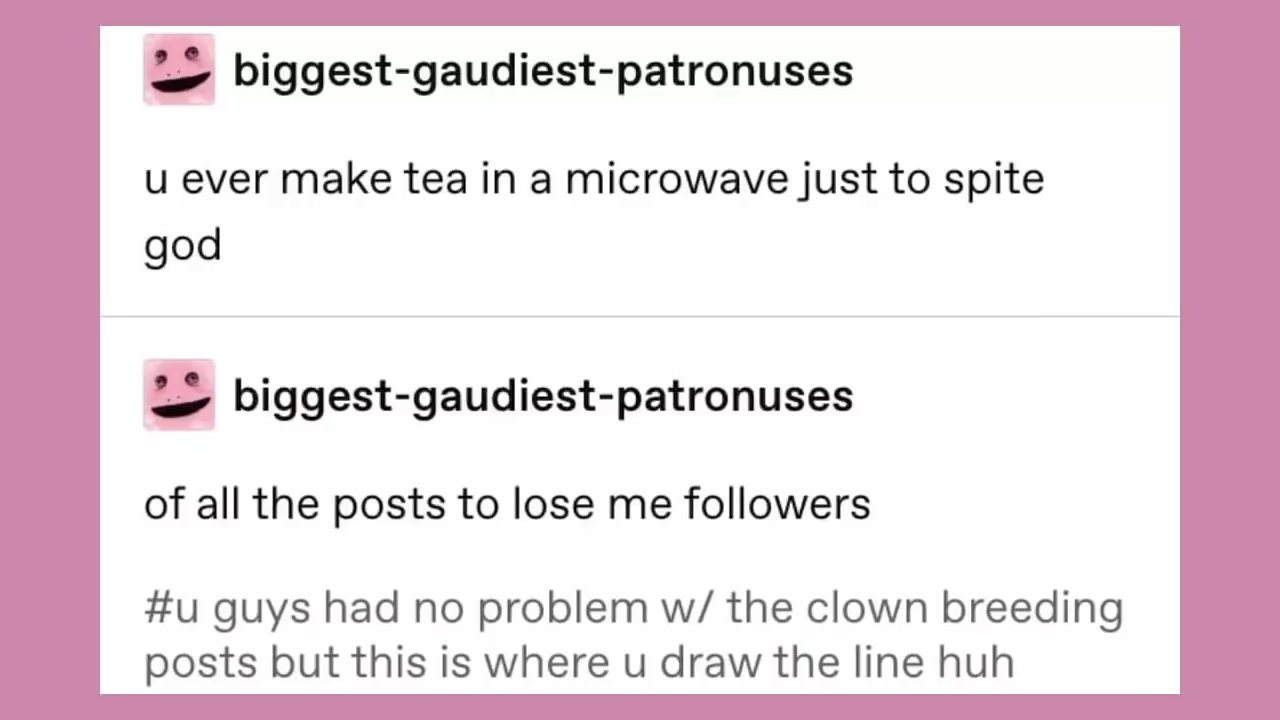 biggest-gaudiest-patronuses
u ever make tea in a microwave just to spite
god
biggest-gaudiest-patronuses
of all the posts to lose me followers
#u guys had no problem w/ the clown breeding
posts but this is where u draw the line huh